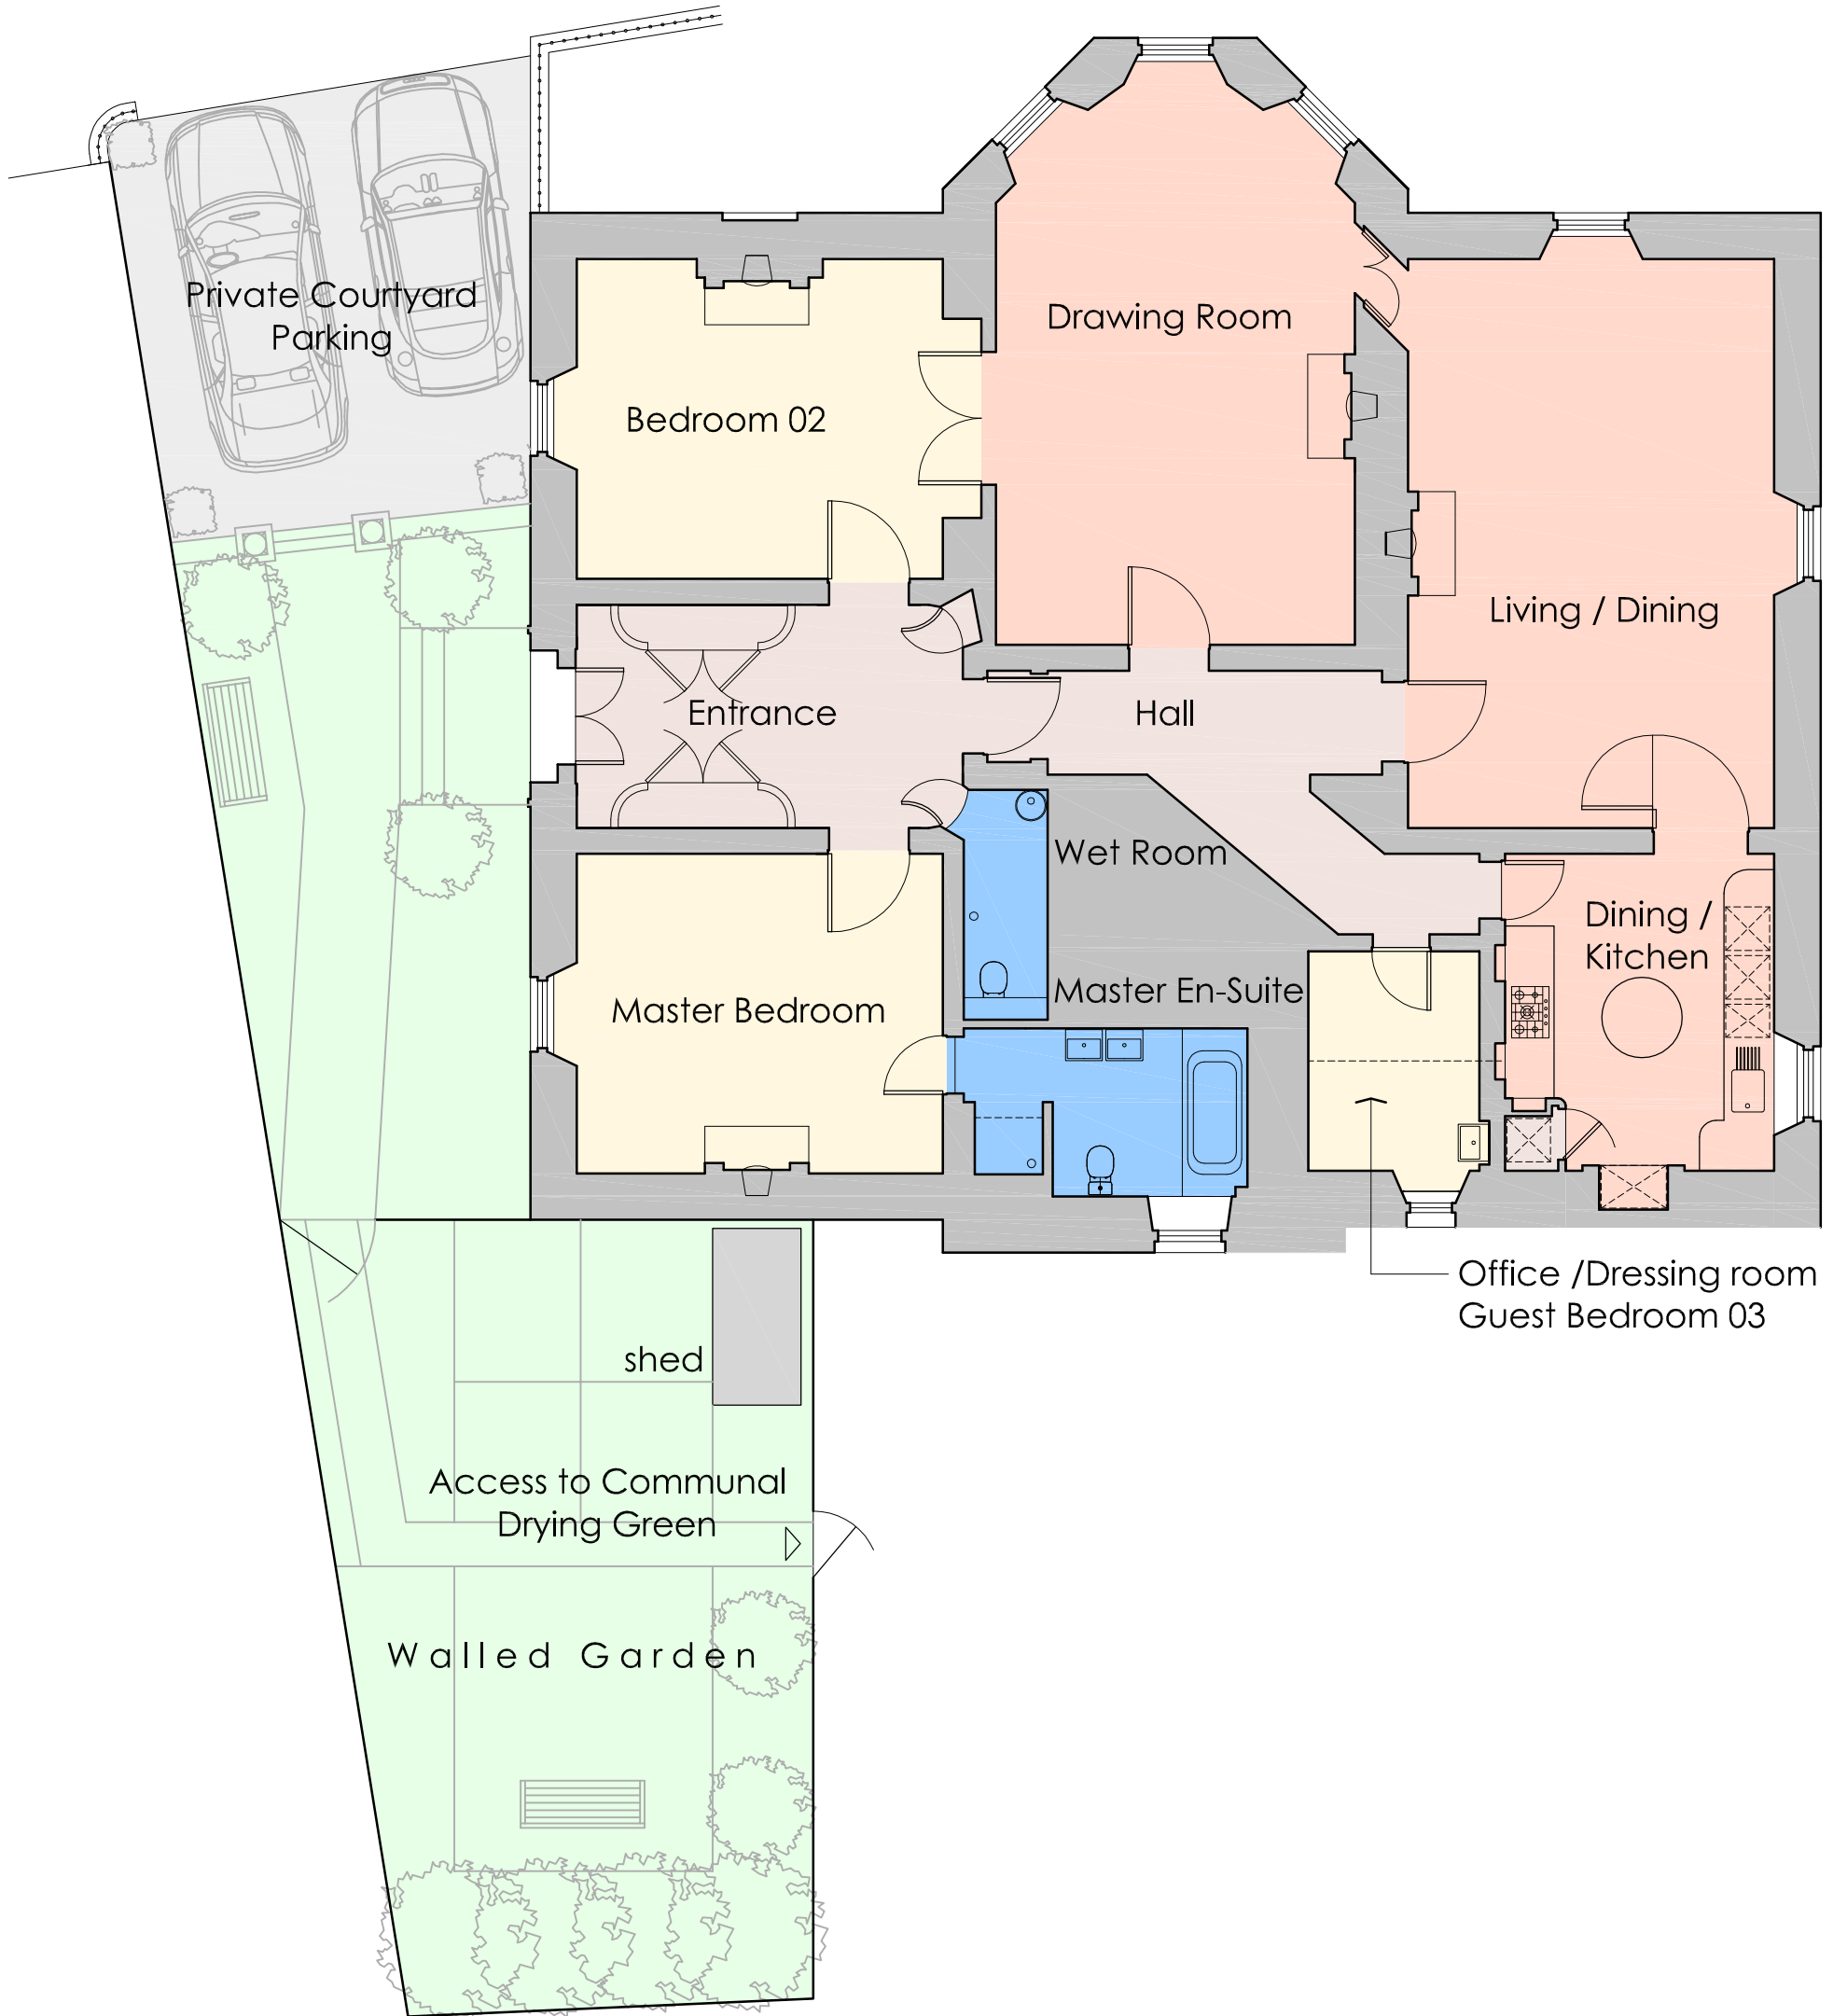 Private Courtyard
Parking
Drawing Room
Bedroom 02
Living / Dining
Entrance
Hall
Wet Room
Dining /
Kitchen
Master En-Suite
Master Bedroom
Office /Dressing room
Guest Bedroom 03
shed
Access to Communal
Drying Green
Walled Garden